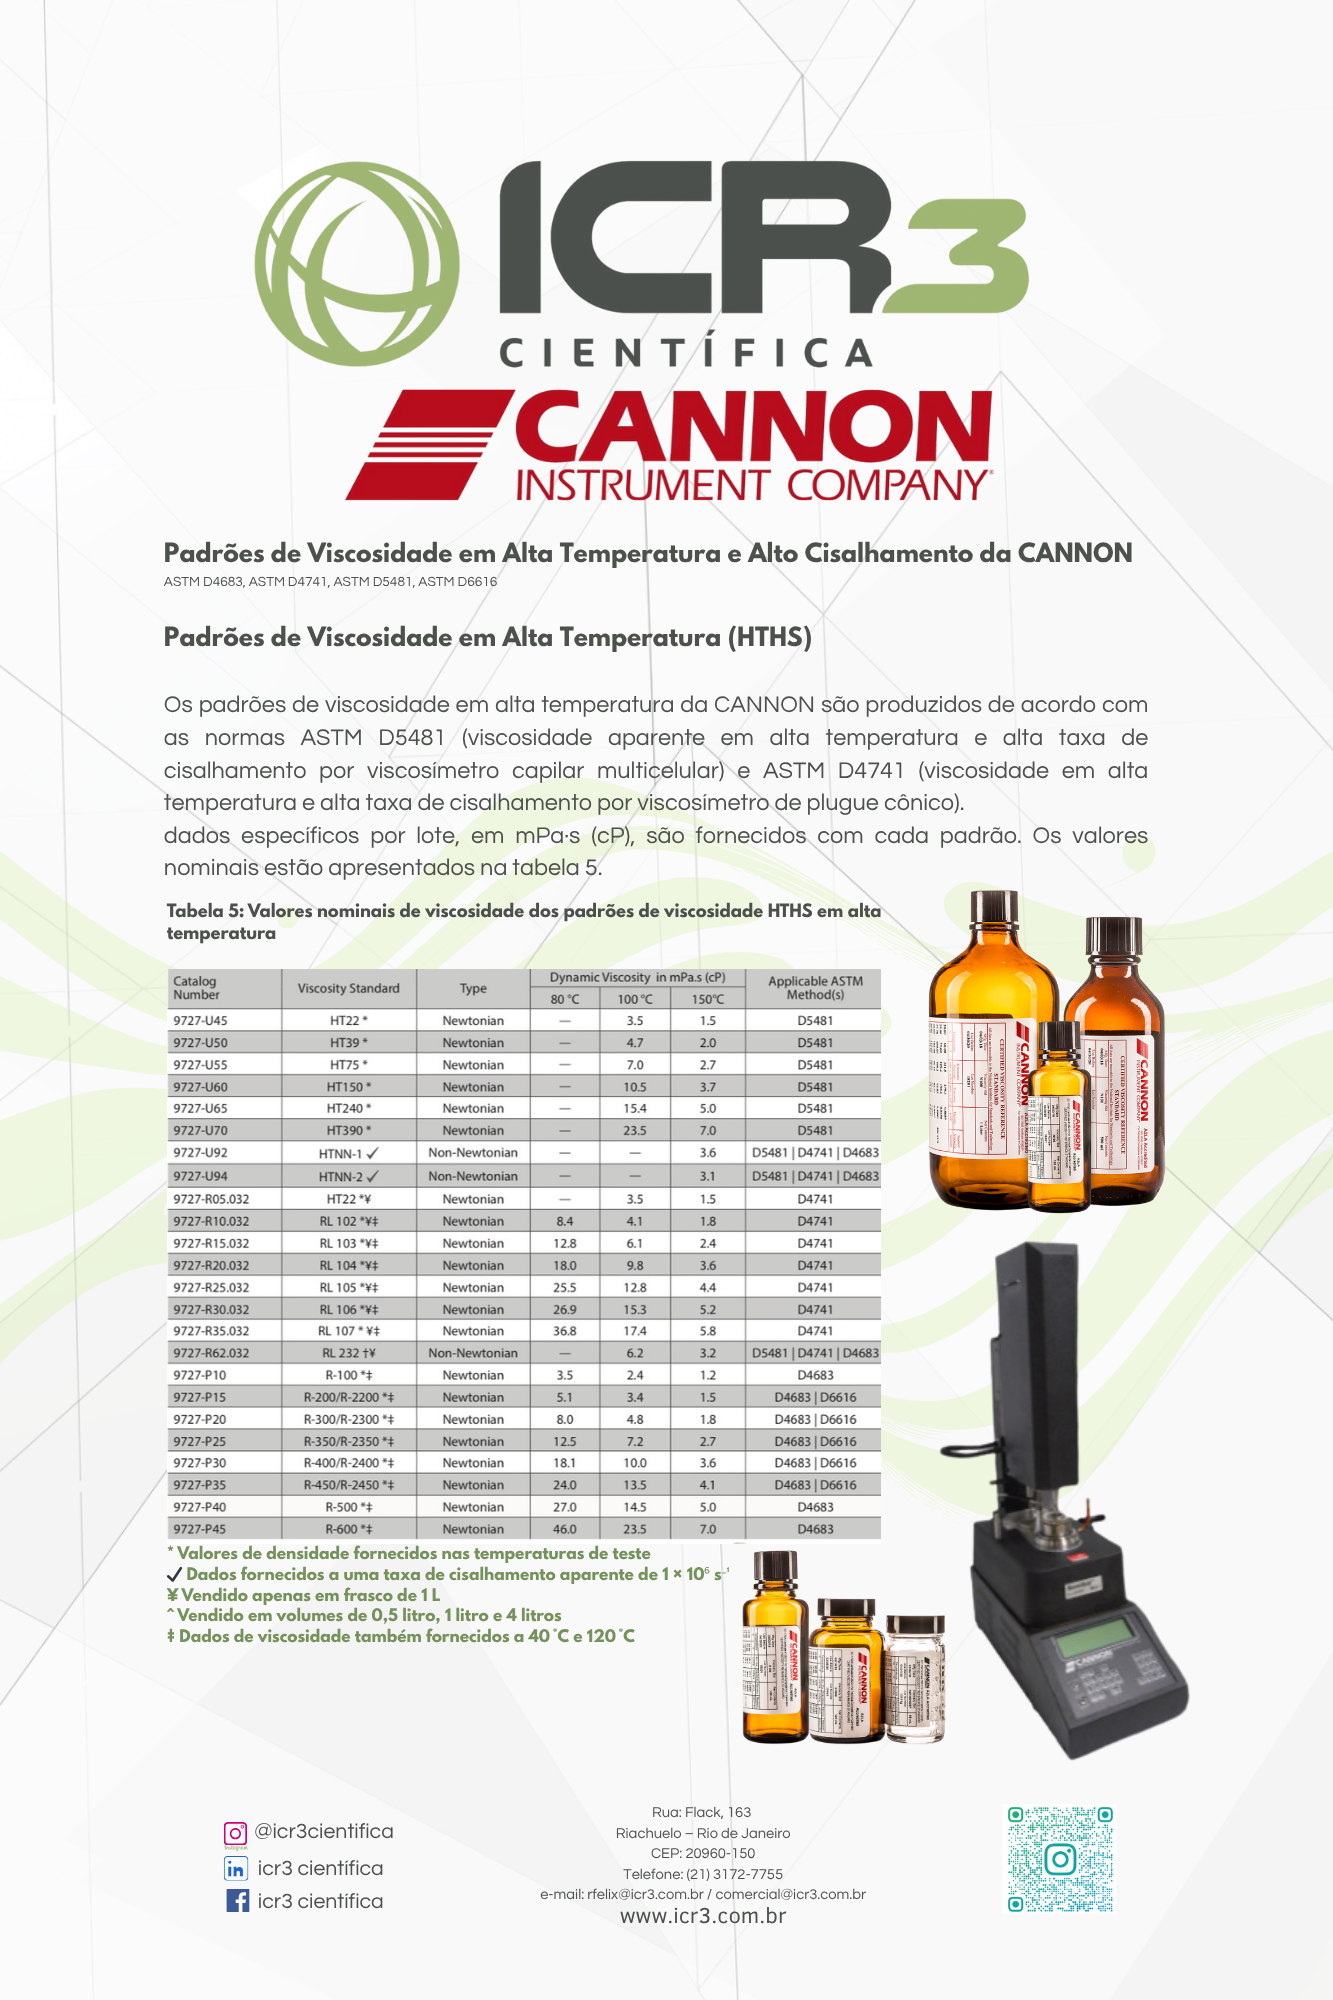 ICR3
CIENTÍFICA
CANNON
INSTRUMENT COMPANY®
Padrões de Viscosidade em Alta Temperatura e Alto Cisalhamento da CANNON
ASTM D4683, ASTM D4741, ASTM D5481, ASTM D6616
Padrões de Viscosidade em Alta Temperatura (HTHS)
Os padrões de viscosidade em alta temperatura da CANNON são produzidos de acordo com
as normas ASTM D5481 (viscosidade aparente em alta temperatura e alta taxa de
cisalhamento por viscosímetro capilar multicelular) e ASTM D4741 (viscosidade em alta
temperatura e alta taxa de cisalhamento por viscosímetro de plugue cônico).
dados específicos por lote, em mPa·s (cP), são fornecidos com cada padrão. Os valores
nominais estão apresentados na tabela 5.
Tabela 5: Valores nominais de viscosidade dos padrões de viscosidade HTHS em alta
temperatura
Catalog Number Viscosity Standard Type Dynamic Viscosity in mPa.s (cP) Applicable ASTM Method(s)
80 °C 100 °C 150°C
9727-U45 HT22 * Newtonian — 3.5 1.5 D5481
9727-U50 HT39 * Newtonian — 4.7 2.0 D5481
9727-U55 HT75 * Newtonian — 7.0 2.7 D5481
9727-U60 HT150 * Newtonian — 10.5 3.7 D5481
9727-U65 HT240 * Newtonian — 15.4 5.0 D5481
9727-U70 HT390 * Newtonian — 23.5 7.0 D5481
9727-U92 HTNN-1 ✓ Non-Newtonian — — 3.6 D5481 | D4741 | D4683
9727-U94 HTNN-2 ✓ Non-Newtonian — — 3.1 D5481 | D4741 | D4683
9727-R05.032 HT22 *¥ Newtonian — 3.5 1.5 D4741
9727-R10.032 RL 102 *¥‡ Newtonian 8.4 4.1 1.8 D4741
9727-R15.032 RL 103 *¥‡ Newtonian 12.8 6.1 2.4 D4741
9727-R20.032 RL 104 *¥‡ Newtonian 18.0 9.8 3.6 D4741
9727-R25.032 RL 105 *¥‡ Newtonian 25.5 12.8 4.4 D4741
9727-R30.032 RL 106 *¥‡ Newtonian 26.9 15.3 5.2 D4741
9727-R35.032 RL 107 * ¥‡ Newtonian 36.8 17.4 5.8 D4741
9727-R62.032 RL 232 †¥ Non-Newtonian — 6.2 3.2 D5481 | D4741 | D4683
9727-P10 R-100 *‡ Newtonian 3.5 2.4 1.2 D4683
9727-P15 R-200/R-2200 *‡ Newtonian 5.1 3.4 1.5 D4683 | D6616
9727-P20 R-300/R-2300 *‡ Newtonian 8.0 4.8 1.8 D4683 | D6616
9727-P25 R-350/R-2350 *‡ Newtonian 12.5 7.2 2.7 D4683 | D6616
9727-P30 R-400/R-2400 *‡ Newtonian 18.1 10.0 3.6 D4683 | D6616
9727-P35 R-450/R-2450 *‡ Newtonian 24.0 13.5 4.1 D4683 | D6616
9727-P40 R-500 *‡ Newtonian 27.0 14.5 5.0 D4683
9727-P45 R-600 *‡ Newtonian 46.0 23.5 7.0 D4683
* Valores de densidade fornecidos nas temperaturas de teste
✓ Dados fornecidos a uma taxa de cisalhamento aparente de 1 × 10⁶ s⁻¹
¥ Vendido apenas em frasco de 1 L
ˆ Vendido em volumes de 0,5 litro, 1 litro e 4 litros
‡ Dados de viscosidade também fornecidos a 40 °C e 120 °C
CANNON
INSTRUMENT COMPANY
CERTIFIED VISCOSITY REFERENCE
STANDARD
CANNON
CANNON
INSTRUMENT COMPANY
CERTIFIED VISCOSITY REFERENCE
STANDARD
CANNON
CANNON
CANNON
CANNON
@icr3cientifica
icr3 científica
icr3 científica
Rua: Flack, 163
Riachuelo – Rio de Janeiro
CEP: 20960-150
Telefone: (21) 3172-7755
e-mail: rfelix@icr3.com.br / comercial@icr3.com.br
www.icr3.com.br